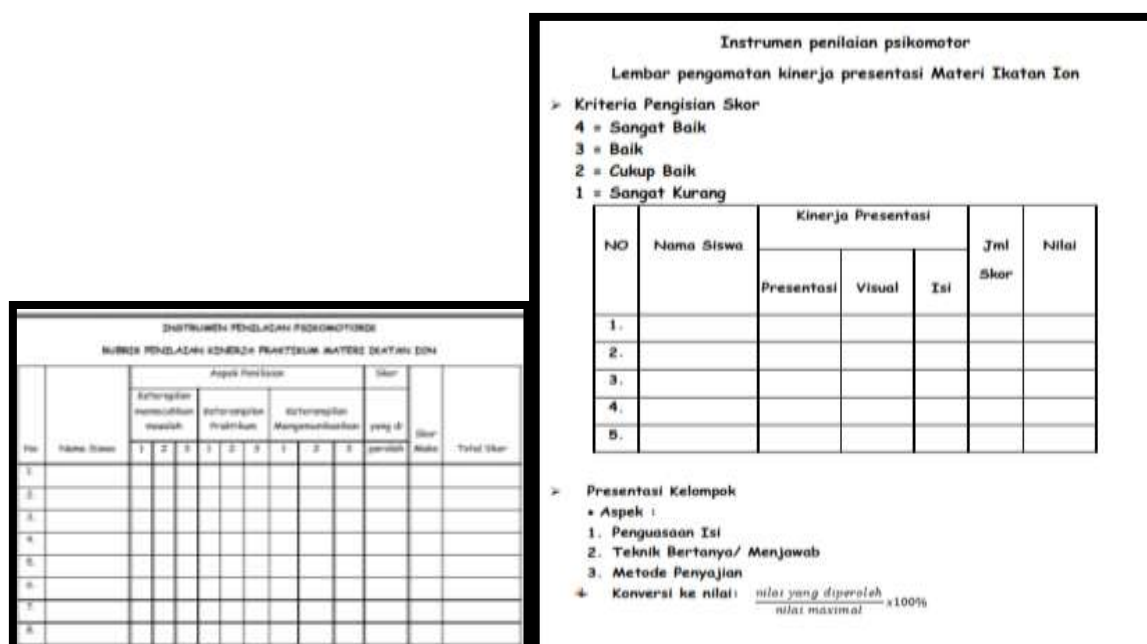 Instrumen penilaian psikomotor
Lembar pengamatan kinerja presentasi Materi Ikatan Ion
➢ Kriteria Pengisian Skor
4 = Sangat Baik
3 = Baik
2 = Cukup Baik
1 = Sangat Kurang
NO Nama Siswa Kinerja Presentasi Jml Skor Nilai
Presentasi Visual Isi
1.
2.
3.
4.
5.
➢ Presentasi Kelompok
• Aspek :
1. Penguasaan Isi
2. Teknik Bertanya/ Menjawab
3. Metode Penyajian
Konversi ke nilai: nilai yang diperoleh / nilai maximal x100%
INSTRUMEN PENILAIAN PSIKOMOTORIK
RUBRIK PENILAIAN KINERJA PRAKTIKUM MATERI IKATAN ION
Aspek Penilaian Skor
masalah Praktikum yang di
No Nama Siswa 1 2 3 1 2 3 1 2 3 peroleh Skor Maks Total Skor
1.
2.
3.
4.
5.
6.
7.
8.